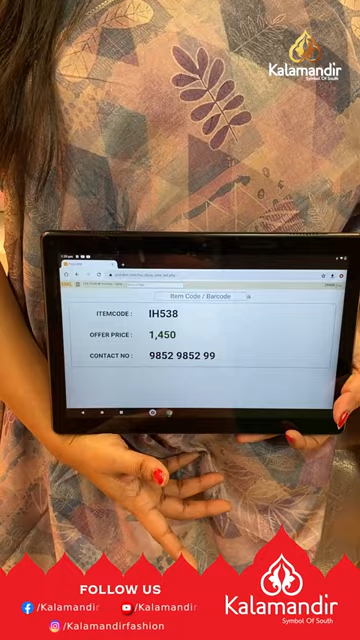 Kalamandir
Symbol Of South
Item Code / Barcode
ITEMCODE : IH538
OFFER PRICE : 1,450
CONTACT NO : 9852 9852 99
FOLLOW US
/Kalamandir
/Kalamandir
/Kalamandirfashion
Kalamandir
Symbol Of South